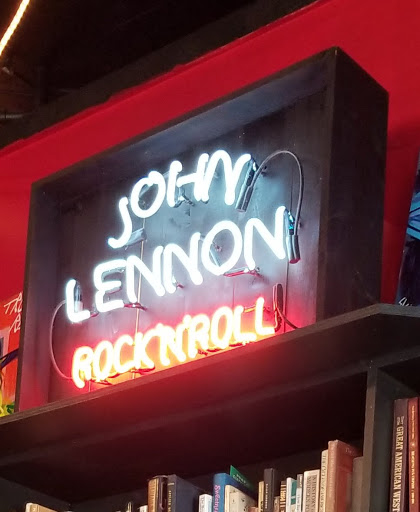 JOHN
LENNON
ROCK'N'ROLL
GREAT AMERICAN WEST